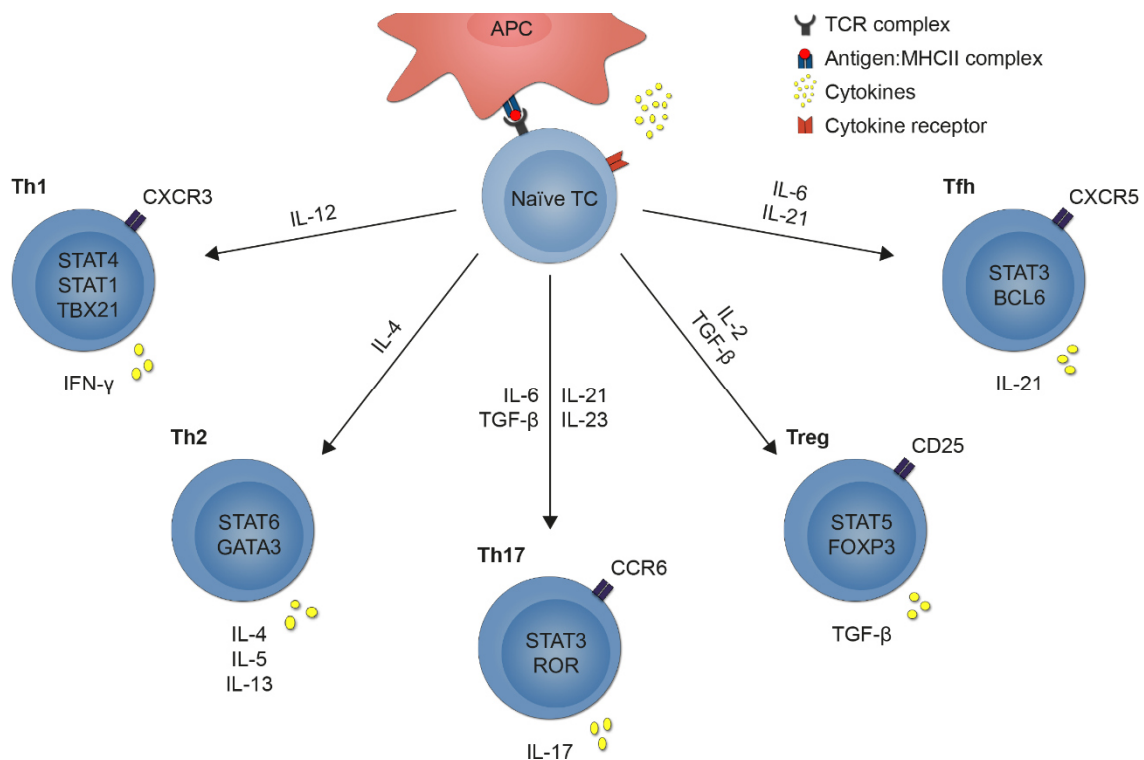 APC
TCR complex
Antigen:MHCII complex
Cytokines
Cytokine receptor
Naïve TC
Th1
CXCR3
STAT4
STAT1
TBX21
IFN-γ
IL-12
IL-4
Th2
STAT6
GATA3
IL-4
IL-5
IL-13
IL-6
TGF-β
IL-21
IL-23
Th17
CCR6
STAT3
ROR
IL-17
IL-2
TGF-β
Treg
CD25
STAT5
FOXP3
TGF-β
IL-6
IL-21
Tfh
CXCR5
STAT3
BCL6
IL-21